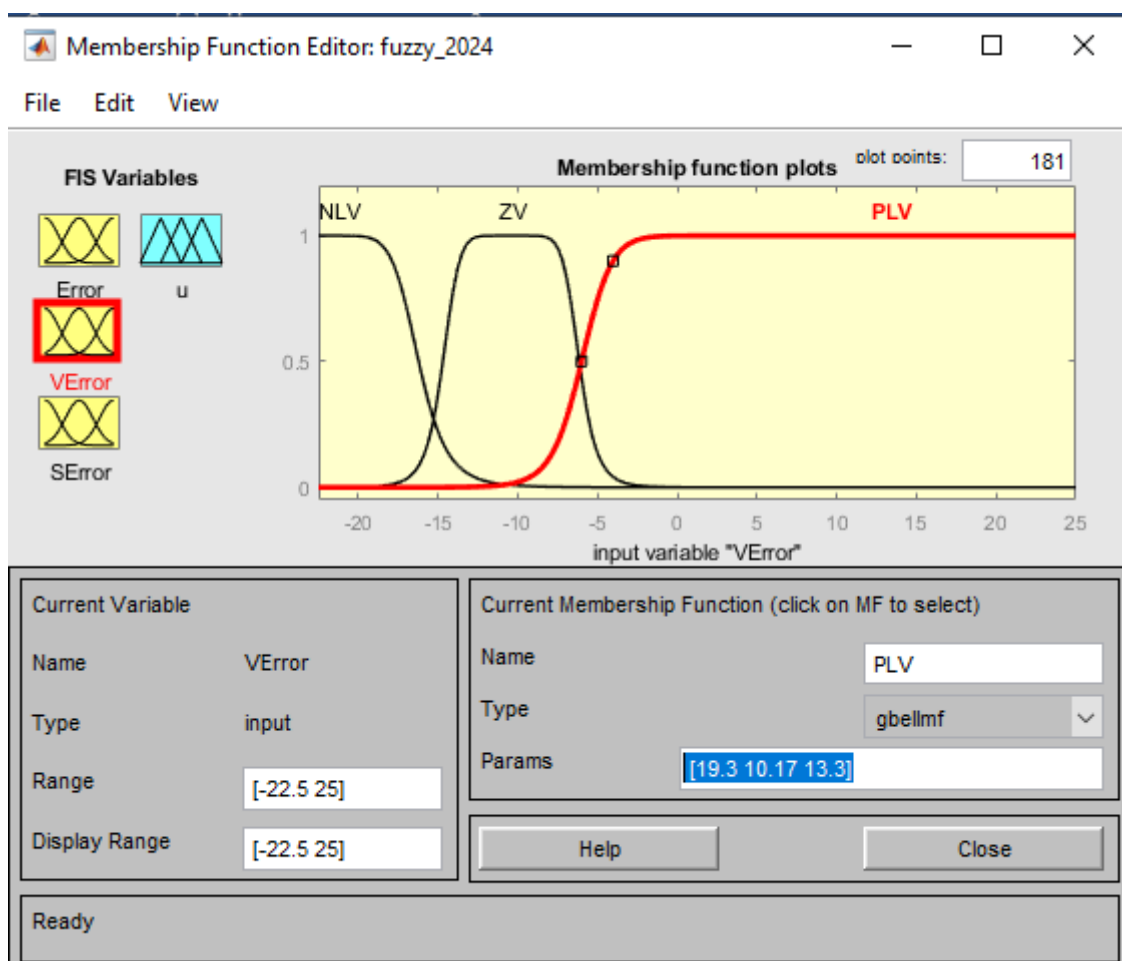 Membership Function Editor: fuzzy_2024
File Edit View
FIS Variables
Membership function plots
plot points:
181
Error
u
VError
SError
NLV
ZV
PLV
1
0.5
0
-20 -15 -10 -5 0 5 10 15 20 25
input variable "VError"
Current Variable
Name VError
Type input
Range [-22.5 25]
Display Range [-22.5 25]
Current Membership Function (click on MF to select)
Name PLV
Type gbellmf
Params [19.3 10.17 13.3]
Help Close
Ready